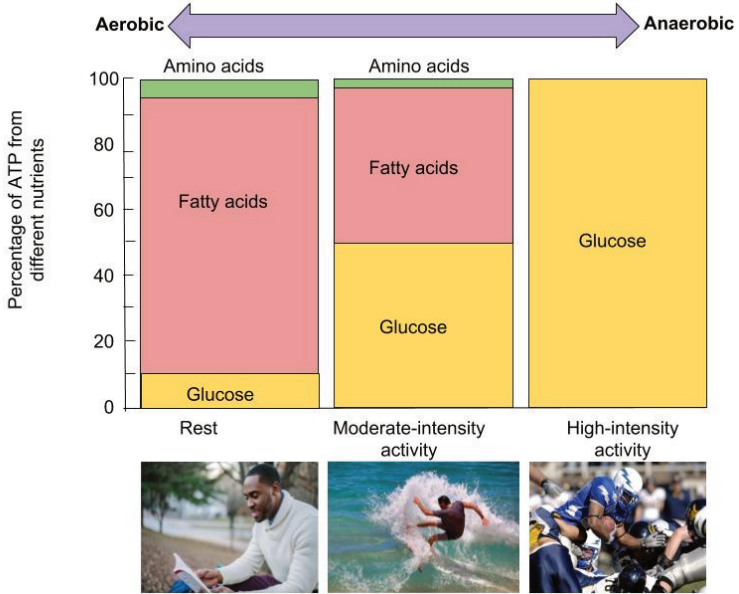 Aerobic
Anaerobic
Percentage of ATP from
different nutrients
100
80
60
40
20
0
Amino acids
Fatty acids
Glucose
Amino acids
Fatty acids
Glucose
Glucose
Rest
Moderate-intensity
activity
High-intensity
activity